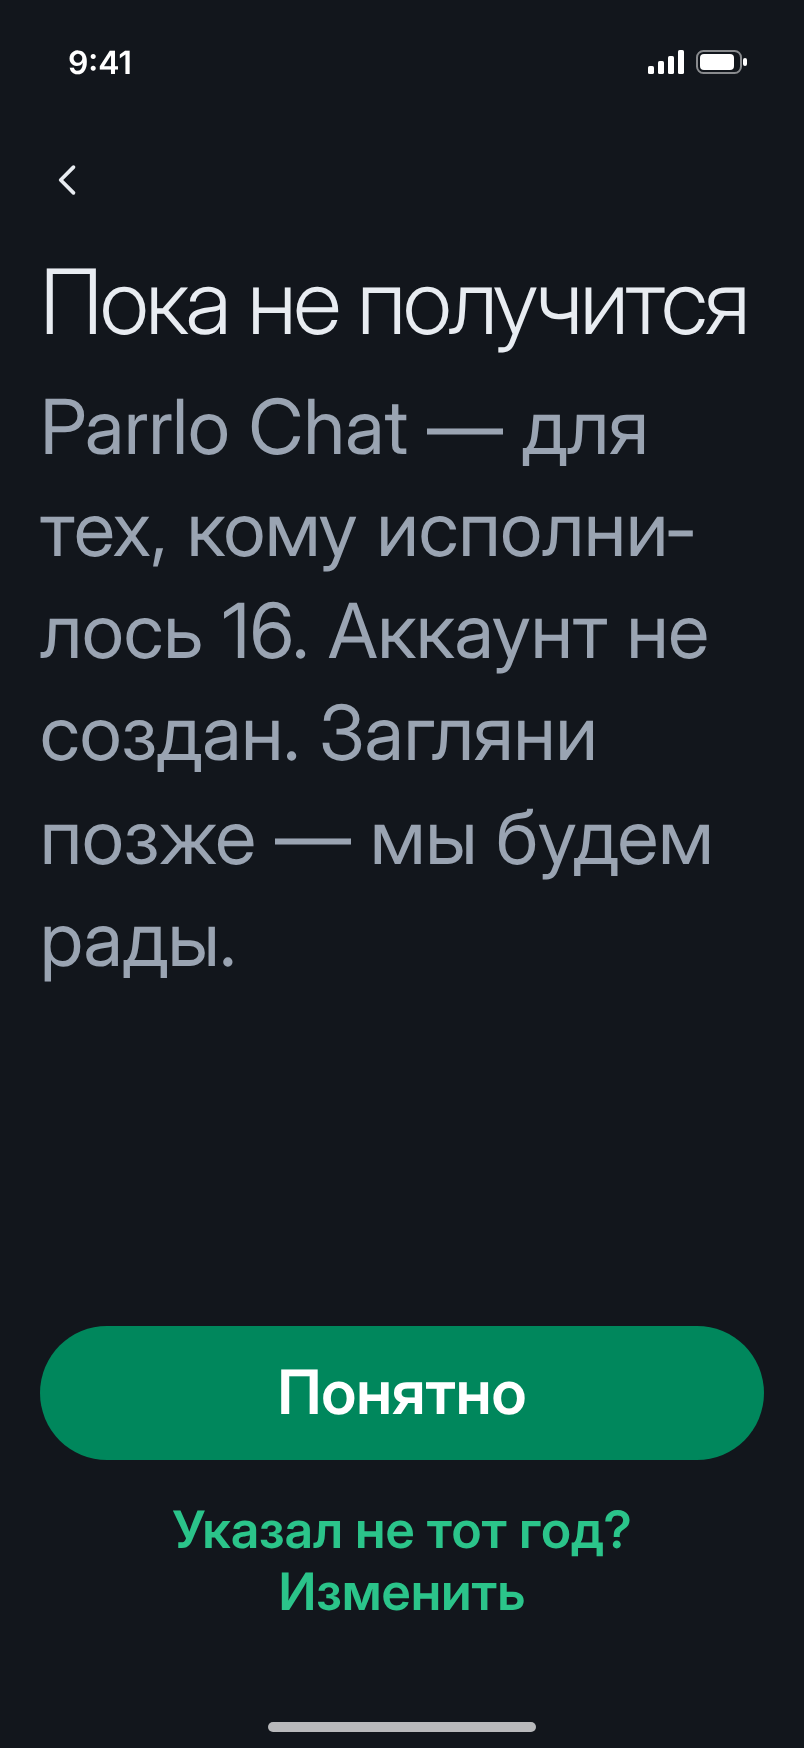 9:41
Пока не получится
Parrlo Chat — для
тех, кому исполни-
лось 16. Аккаунт не
создан. Загляни
позже — мы будем
рады.
Понятно
Указал не тот год?
Изменить